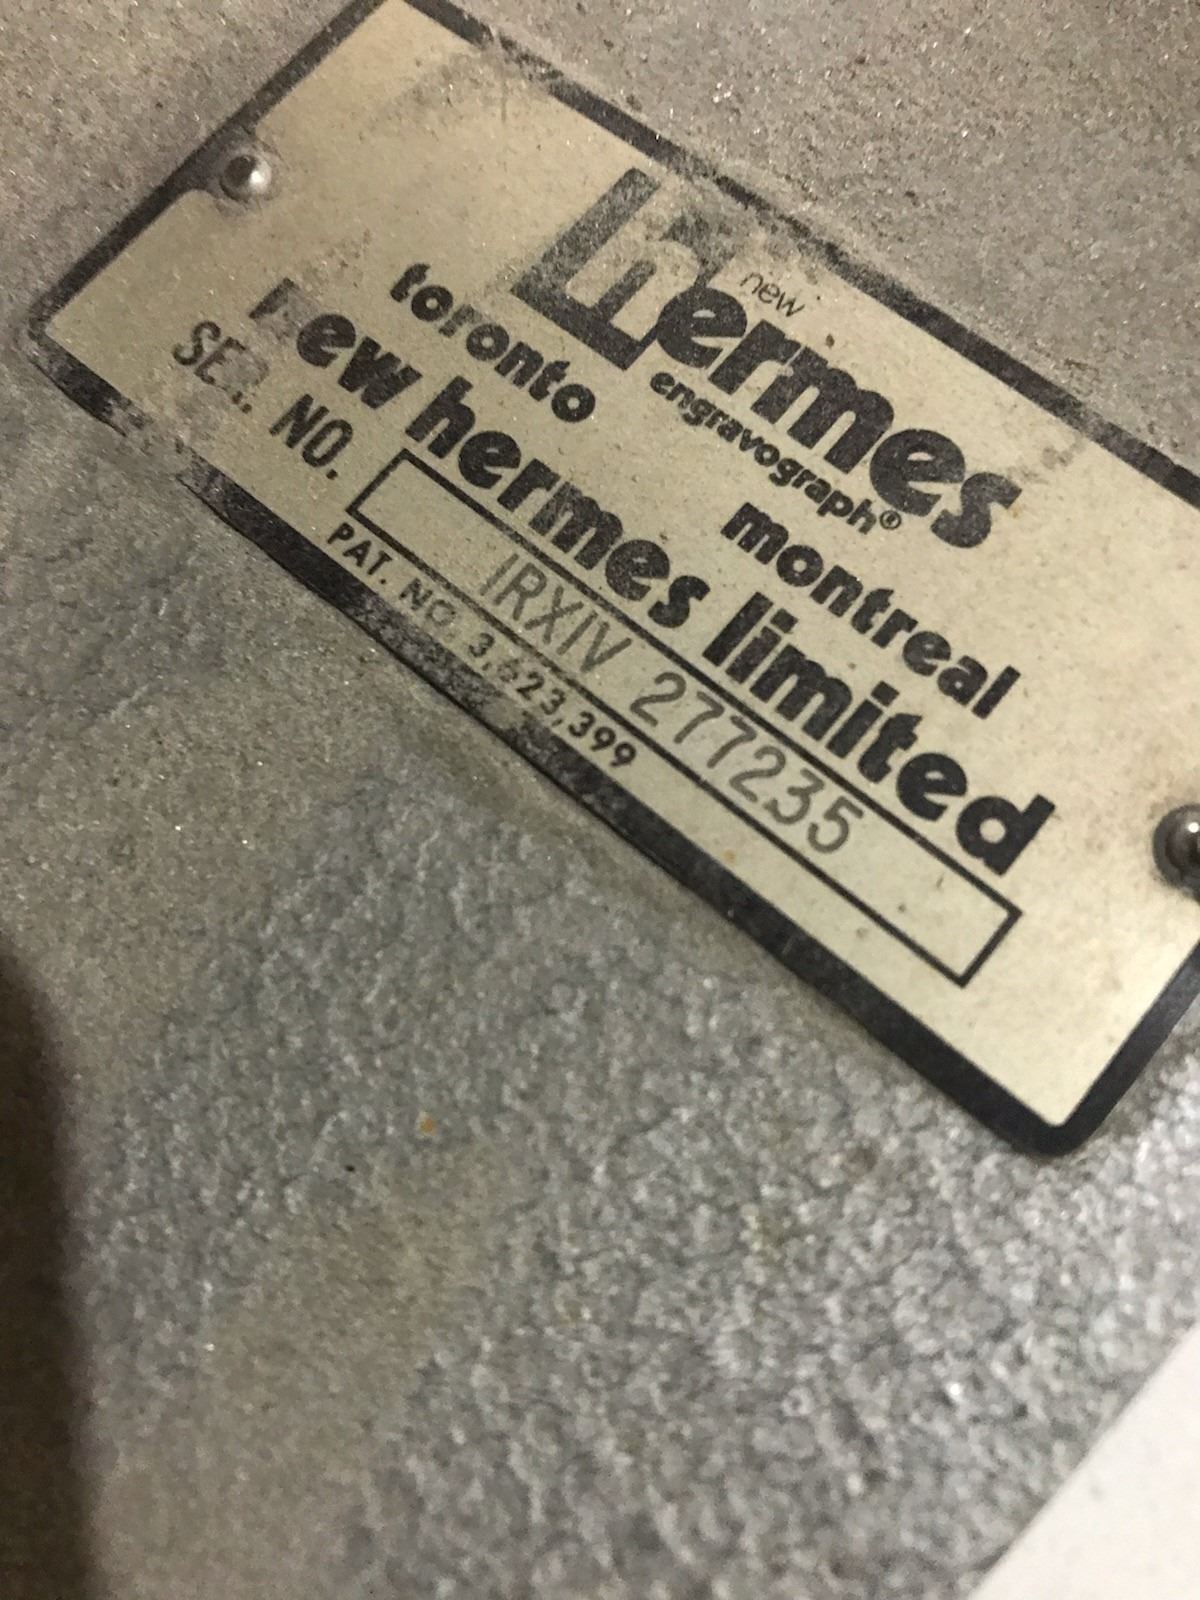 new
hermes
engravograph®
toronto montreal
new hermes limited
SER. NO. IRXIV 277235
PAT. NO. 3,623,399